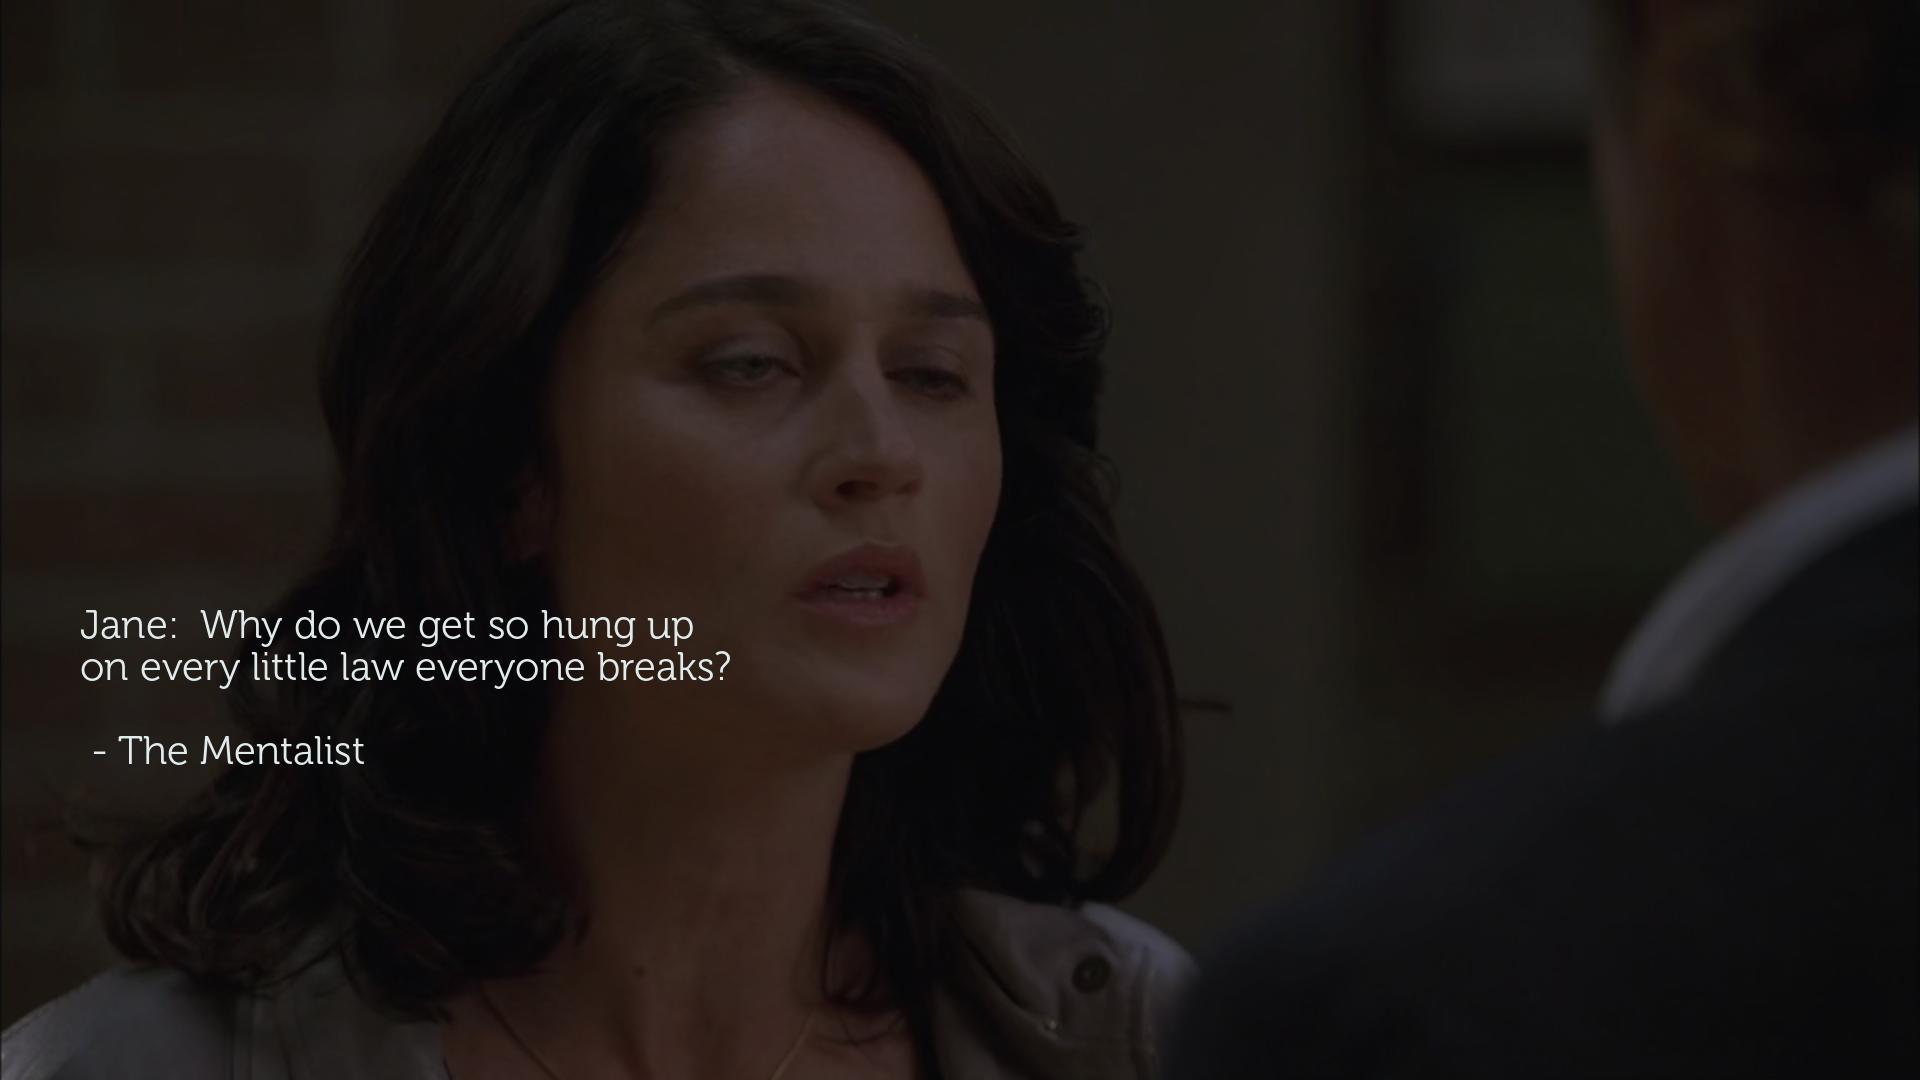 Jane:  Why do we get so hung up
on every little law everyone breaks?
- The Mentalist